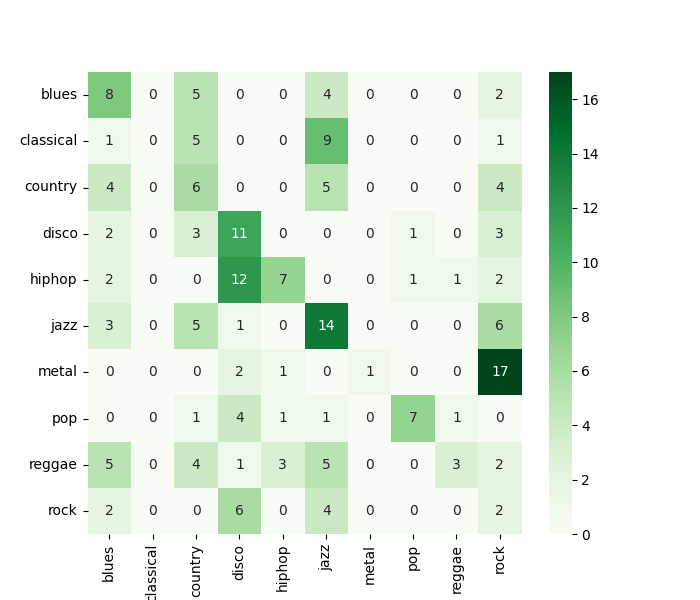 blues 8 0 5 0 0 4 0 0 0 2
classical 1 0 5 0 0 9 0 0 0 1
country 4 0 6 0 0 5 0 0 0 4
disco 2 0 3 11 0 0 0 1 0 3
hiphop 2 0 0 12 7 0 0 1 1 2
jazz 3 0 5 1 0 14 0 0 0 6
metal 0 0 0 2 1 0 1 0 0 17
pop 0 0 1 4 1 1 0 7 1 0
reggae 5 0 4 1 3 5 0 0 3 2
rock 2 0 0 6 0 4 0 0 0 2
blues classical country disco hiphop jazz metal pop reggae rock
16
14
12
10
8
6
4
2
0